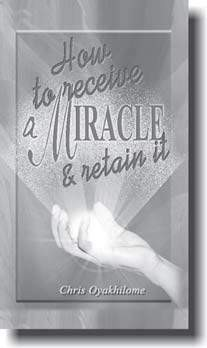 How
to receive
a MIRACLE
& retain it
Chris Oyakhilome